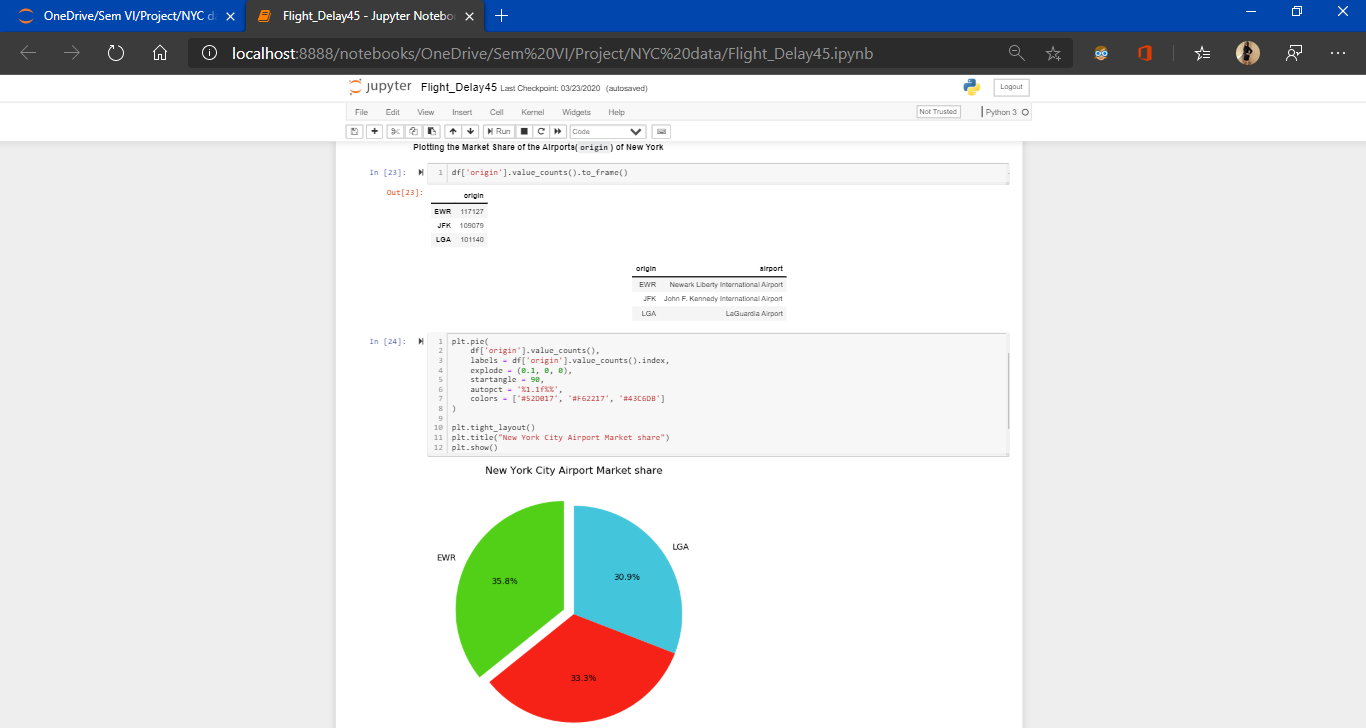 OneDrive/Sem VI/Project/NYC d
Flight_Delay45 - Jupyter Notebo
localhost:8888/notebooks/OneDrive/Sem%20VI/Project/NYC%20data/Flight_Delay45.ipynb
jupyter Flight_Delay45 Last Checkpoint: 03/23/2020 (autosaved)
Logout
File Edit View Insert Cell Kernel Widgets Help
Not Trusted Python 3
Run Code
Plotting the Market Share of the Airports( origin ) of New York
In [23]: 1 df['origin'].value_counts().to_frame()
Out[23]:
origin
EWR 117127
JFK 109079
LGA 101140
origin airport
EWR Newark Liberty International Airport
JFK John F. Kennedy International Airport
LGA LaGuardia Airport
In [24]: 1 plt.pie(
2 df['origin'].value_counts(),
3 labels = df['origin'].value_counts().index,
4 explode = (0.1, 0, 0),
5 startangle = 90,
6 autopct = '%1.1f%%',
7 colors = ['#52D017', '#F62217', '#43C6DB']
8 )
9
10 plt.tight_layout()
11 plt.title("New York City Airport Market share")
12 plt.show()
New York City Airport Market share
LGA
EWR
30.9%
35.8%
33.3%